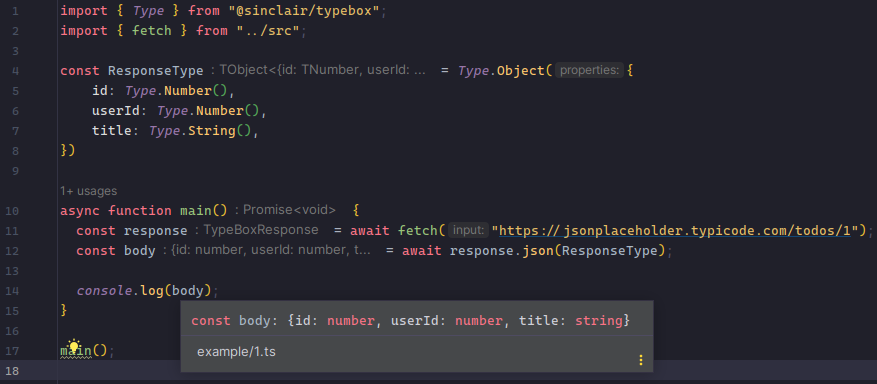 1 import { Type } from "@sinclair/typebox";
2 import { fetch } from "../src";
3
4 const ResponseType : TObject<{id: TNumber, userId: ... = Type.Object( properties: {
5 id: Type.Number(),
6 userId: Type.Number(),
7 title: Type.String(),
8 })
9
1+ usages
10 async function main() : Promise<void> {
11 const response : TypeBoxResponse = await fetch( input: "https://jsonplaceholder.typicode.com/todos/1");
12 const body : {id: number, userId: number, t... = await response.json(ResponseType);
13
14 console.log(body);
15 }
const body: {id: number, userId: number, title: string}
16
example/1.ts
17 main();
18